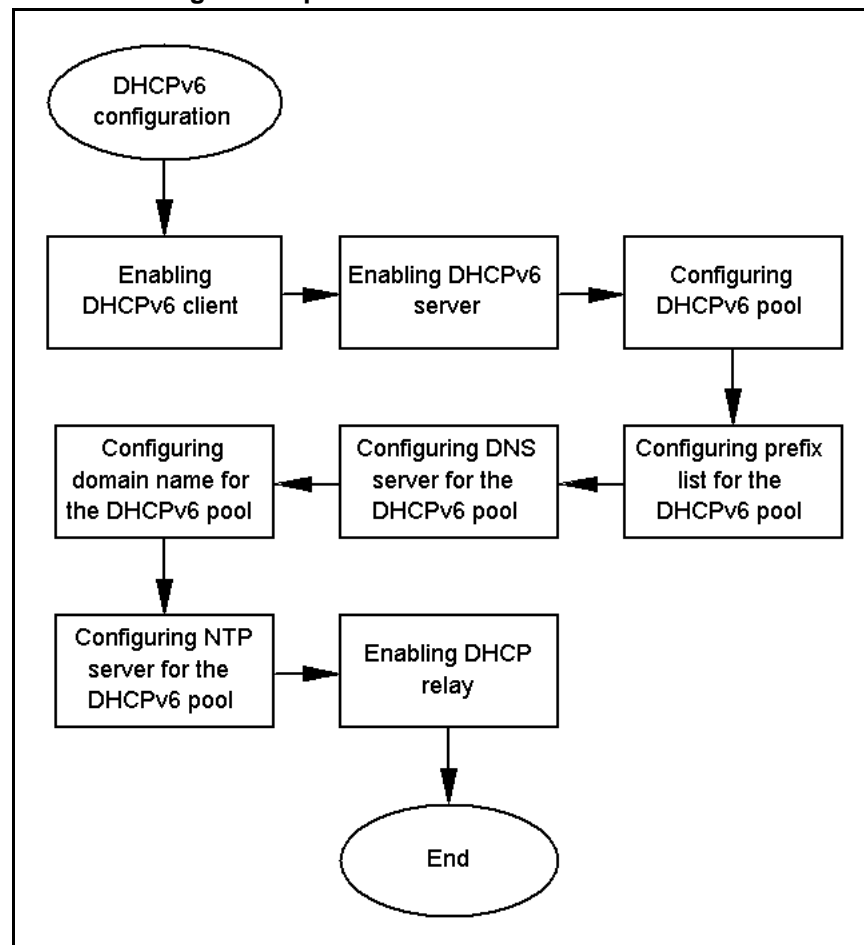 DHCPv6
configuration
Enabling
DHCPv6 client
Enabling DHCPv6
server
Configuring
DHCPv6 pool
Configuring prefix
list for the
DHCPv6 pool
Configuring DNS
server for the
DHCPv6 pool
Configuring
domain name for
the DHCPv6 pool
Configuring NTP
server for the
DHCPv6 pool
Enabling DHCP
relay
End